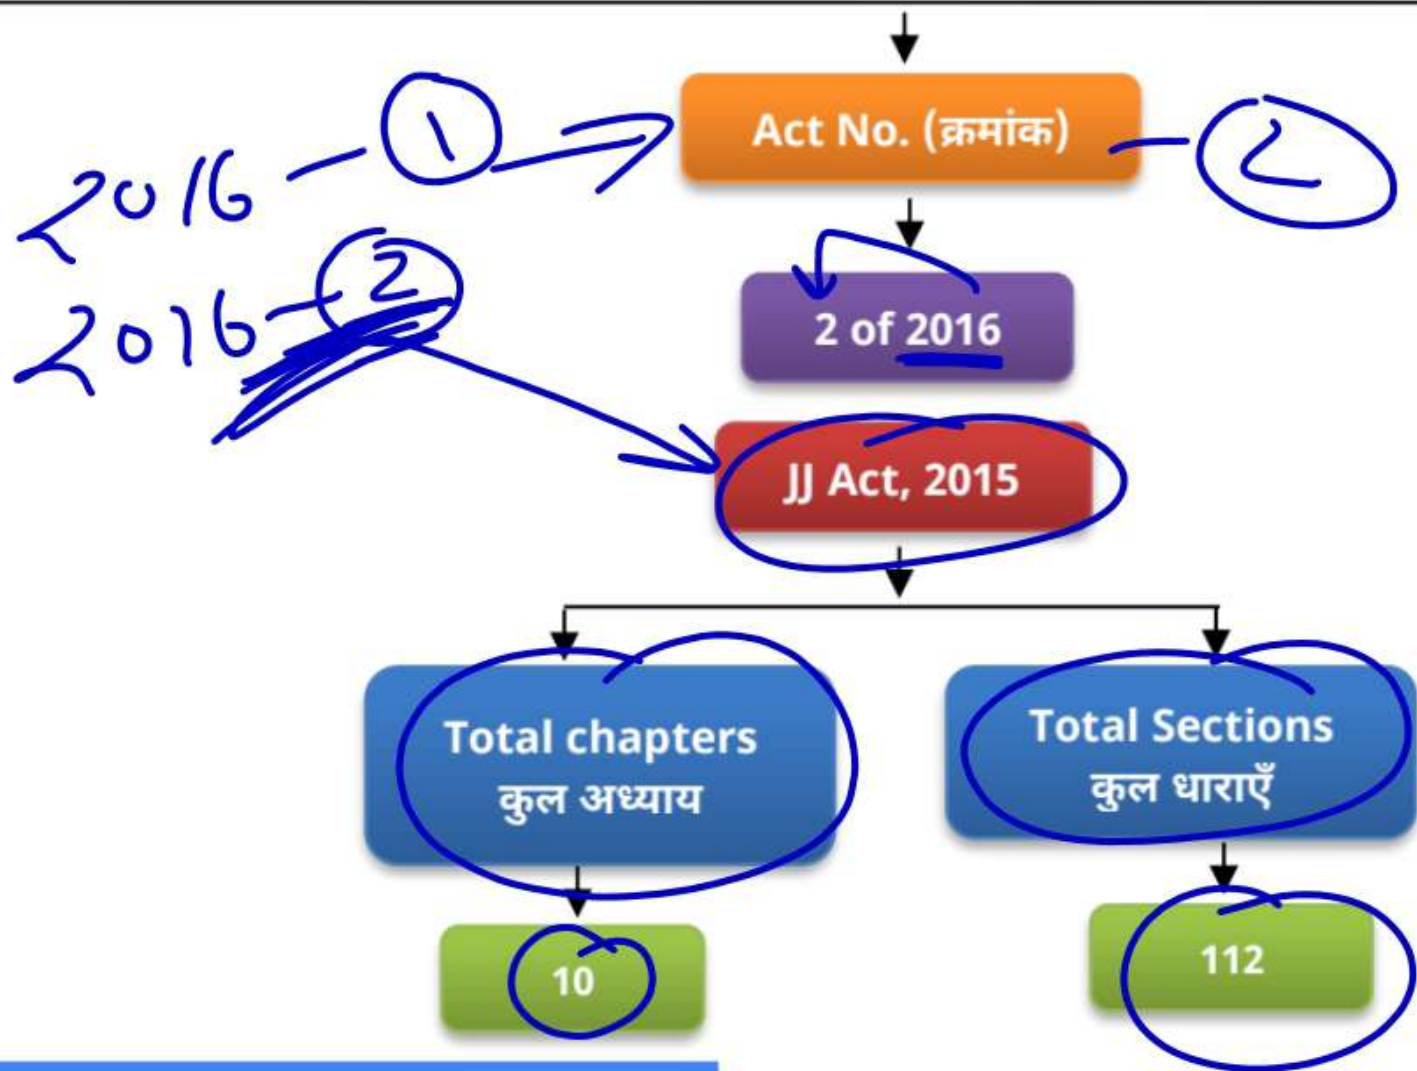 Act No. (क्रमांक)
2016 - 1
2
2016 - 2
2 of 2016
JJ Act, 2015
Total chapters
कुल अध्याय
Total Sections
कुल धाराएँ
10
112